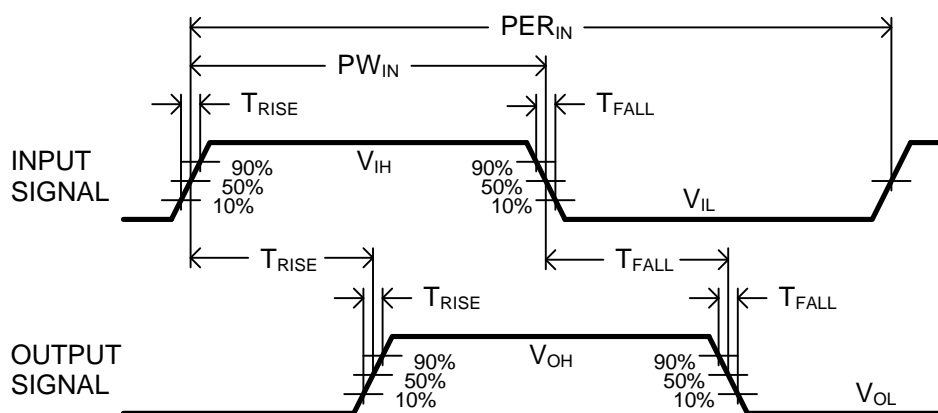 PER_IN
PW_IN
T_RISE
T_FALL
INPUT
SIGNAL
90%
50%
10%
V_IH
90%
50%
10%
V_IL
T_RISE
T_FALL
T_RISE
T_FALL
OUTPUT
SIGNAL
90%
50%
10%
V_OH
90%
50%
10%
V_OL